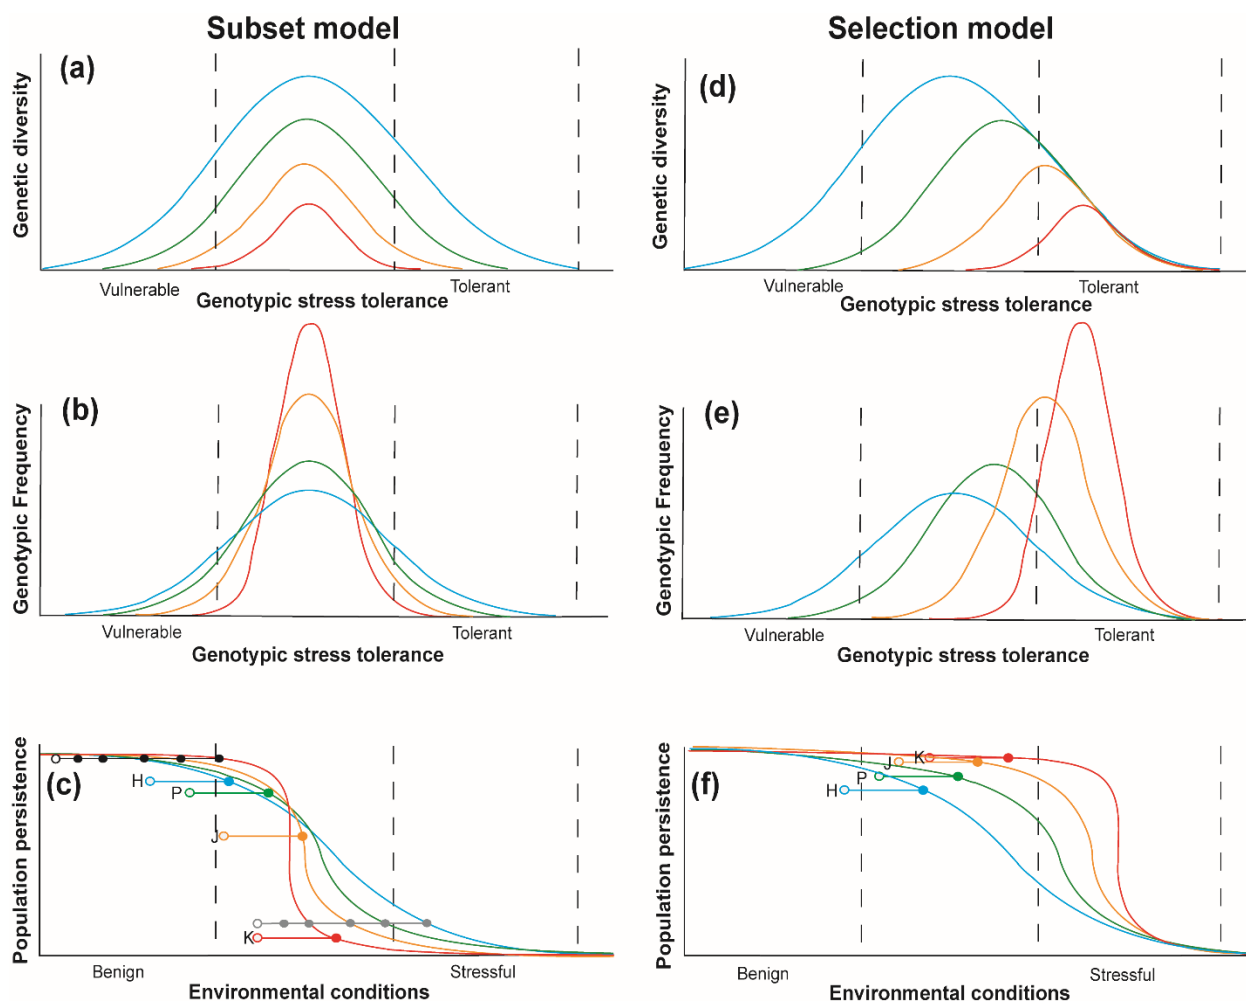 Subset model
Selection model
(a)
Genetic diversity
Vulnerable
Tolerant
Genotypic stress tolerance
(d)
Genetic diversity
Vulnerable
Tolerant
Genotypic stress tolerance
(b)
Genotypic Frequency
Vulnerable
Tolerant
Genotypic stress tolerance
(e)
Genotypic Frequency
Vulnerable
Tolerant
Genotypic stress tolerance
(c)
Population persistence
H
P
J
K
Benign
Stressful
Environmental conditions
(f)
Population persistence
K
J
P
H
Benign
Stressful
Environmental conditions